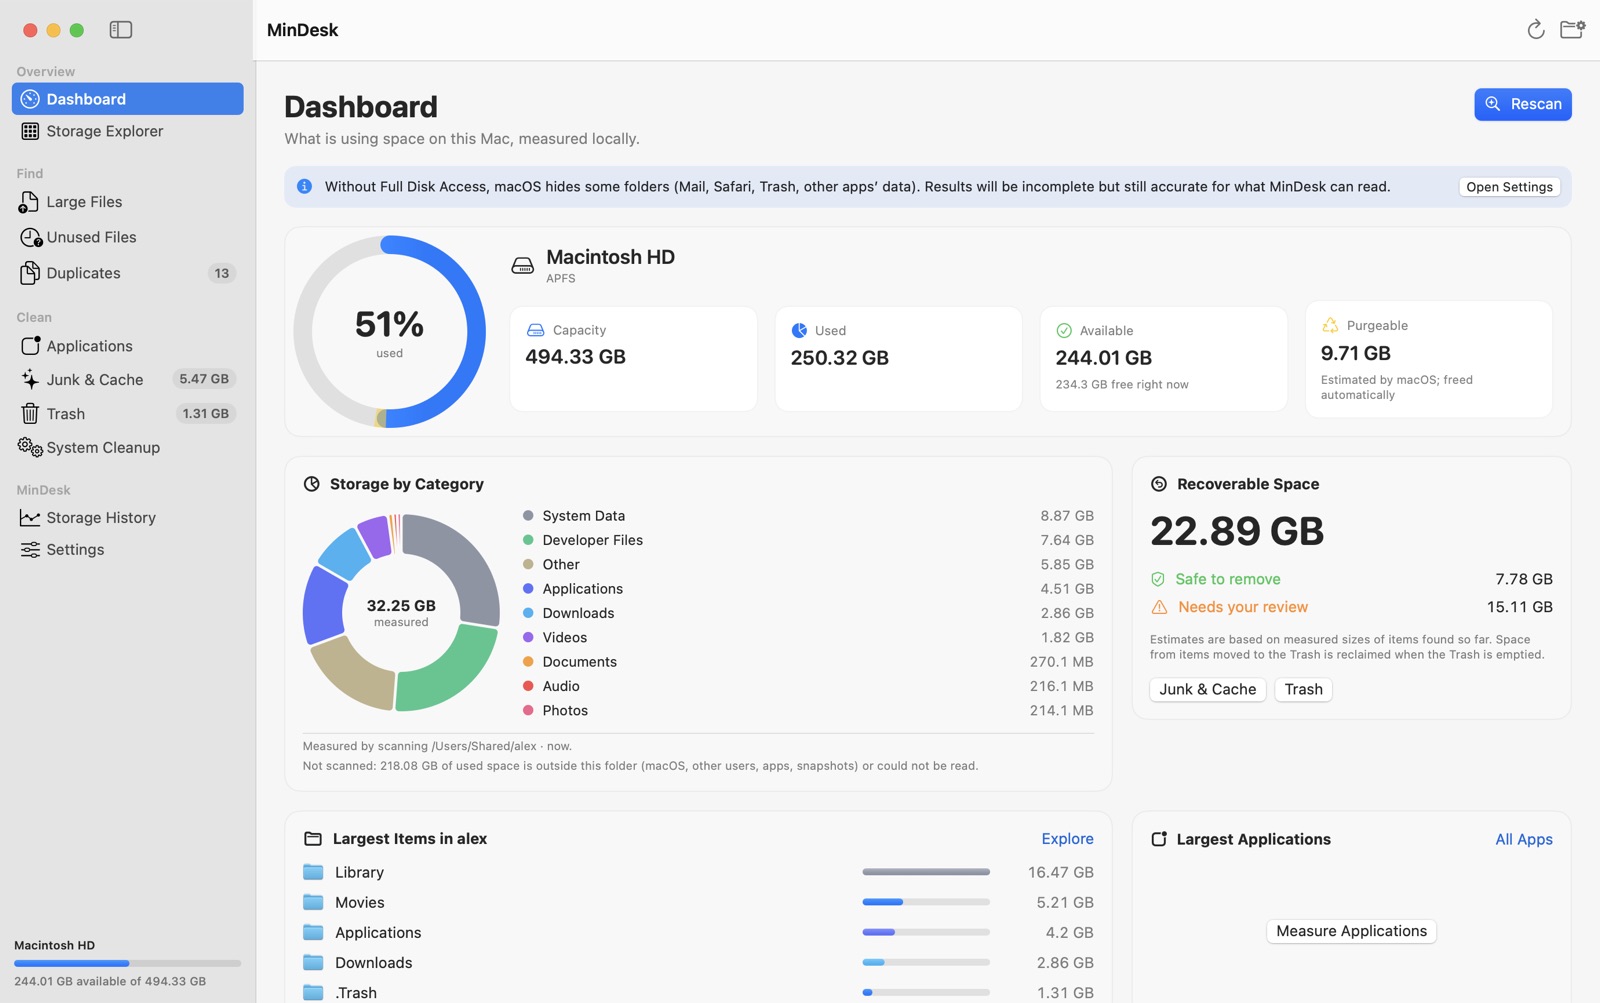 MinDesk
Overview
Dashboard
Storage Explorer
Find
Large Files
Unused Files
Duplicates 13
Clean
Applications
Junk & Cache 5.47 GB
Trash 1.31 GB
System Cleanup
MinDesk
Storage History
Settings
Macintosh HD
244.01 GB available of 494.33 GB
Dashboard
Rescan
What is using space on this Mac, measured locally.
Without Full Disk Access, macOS hides some folders (Mail, Safari, Trash, other apps’ data). Results will be incomplete but still accurate for what MinDesk can read.
Open Settings
51%
used
Macintosh HD
APFS
Capacity
494.33 GB
Used
250.32 GB
Available
244.01 GB
234.3 GB free right now
Purgeable
9.71 GB
Estimated by macOS; freed
automatically
Storage by Category
32.25 GB
measured
System Data 8.87 GB
Developer Files 7.64 GB
Other 5.85 GB
Applications 4.51 GB
Downloads 2.86 GB
Videos 1.82 GB
Documents 270.1 MB
Audio 216.1 MB
Photos 214.1 MB
Measured by scanning /Users/Shared/alex · now.
Not scanned: 218.08 GB of used space is outside this folder (macOS, other users, apps, snapshots) or could not be read.
Recoverable Space
22.89 GB
Safe to remove 7.78 GB
Needs your review 15.11 GB
Estimates are based on measured sizes of items found so far. Space
from items moved to the Trash is reclaimed when the Trash is emptied.
Junk & Cache Trash
Largest Items in alex Explore
Library 16.47 GB
Movies 5.21 GB
Applications 4.2 GB
Downloads 2.86 GB
.Trash 1.31 GB
Largest Applications All Apps
Measure Applications